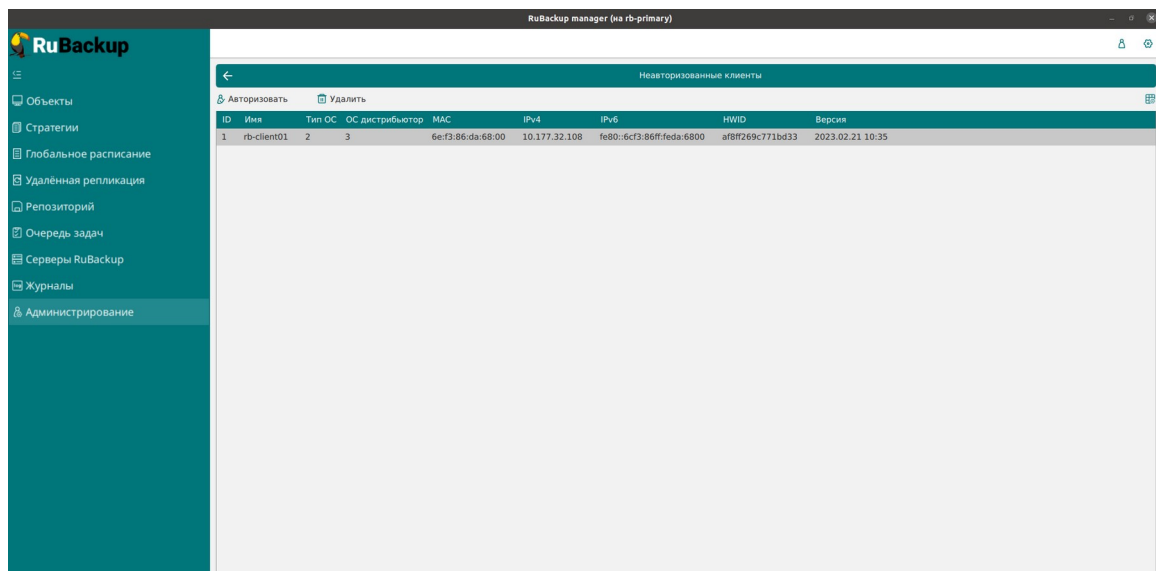 RuBackup manager (на rb-primary)
RuBackup
Неавторизованные клиенты
Объекты
Авторизовать Удалить
ID Имя Тип ОС ОС дистрибьютор MAC IPv4 IPv6 HWID Версия
Стратегии
1 rb-client01 2 3 6e:f3:86:da:68:00 10.177.32.108 fe80::6cf3:86ff:feda:6800 af8ff269c771bd33 2023.02.21 10:35
Глобальное расписание
Удалённая репликация
Репозиторий
Очередь задач
Серверы RuBackup
Журналы
Администрирование